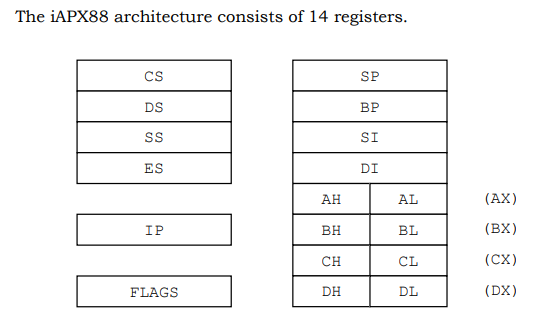 The iAPX88 architecture consists of 14 registers.
CS
DS
SS
ES
IP
FLAGS
SP
BP
SI
DI
AH AL (AX)
BH BL (BX)
CH CL (CX)
DH DL (DX)